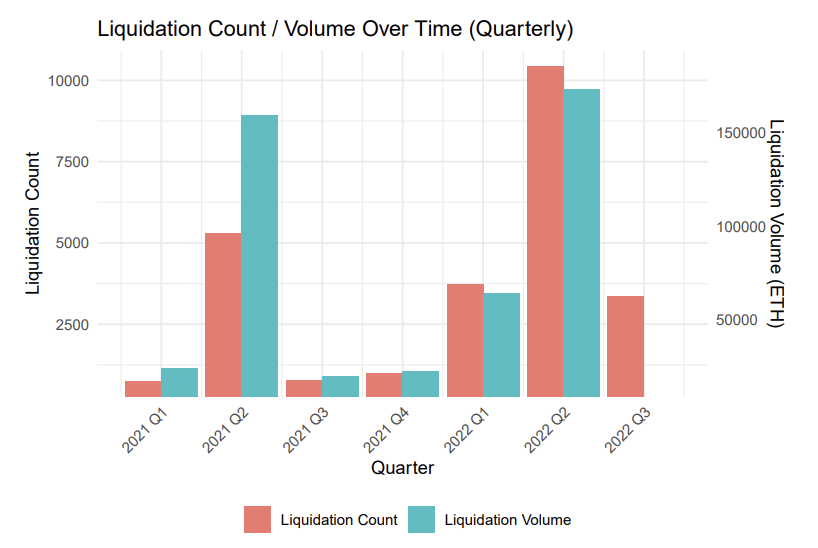 Liquidation Count / Volume Over Time (Quarterly)
10000
7500
5000
2500
Liquidation Count
150000
100000
50000
Liquidation Volume (ETH)
2021 Q1
2021 Q2
2021 Q3
2021 Q4
2022 Q1
2022 Q2
2022 Q3
Quarter
Liquidation Count
Liquidation Volume